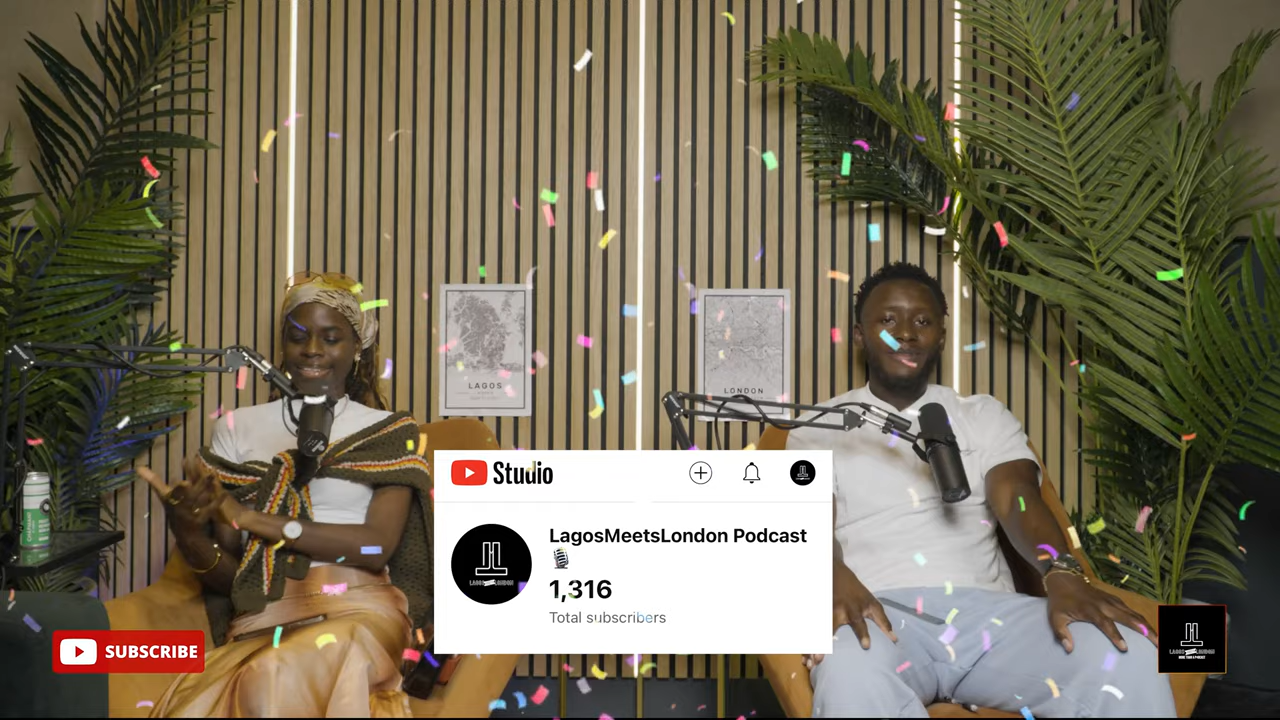 LAGOS
LONDON
Studio
LagosMeetsLondon Podcast
1,316
Total subscribers
SUBSCRIBE